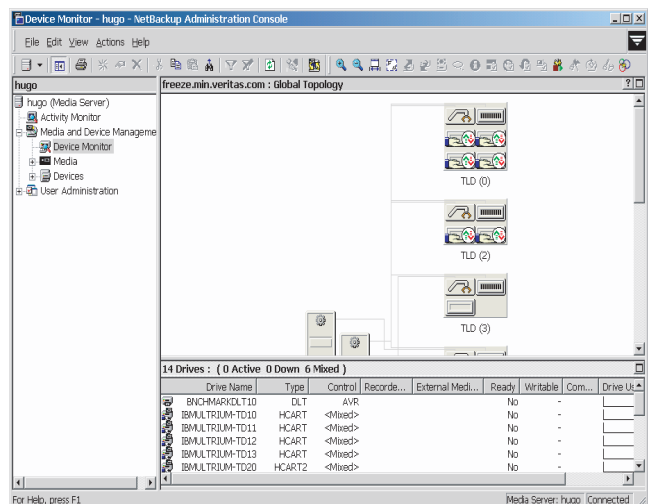 Device Monitor - hugo - NetBackup Administration Console
File Edit View Actions Help
hugo
freeze.min.veritas.com : Global Topology
hugo (Media Server)
Activity Monitor
Media and Device Manageme
Device Monitor
Media
Devices
User Administration
TLD (0)
TLD (2)
TLD (3)
14 Drives : ( 0 Active 0 Down 6 Mixed )
Drive Name Type Control Recorde... External Medi... Ready Writable Com... Drive Us
BNCHMARKDLT10 DLT AVR No -
IBMULTRIUM-TD10 HCART <Mixed> No -
IBMULTRIUM-TD11 HCART <Mixed> No -
IBMULTRIUM-TD12 HCART <Mixed> No -
IBMULTRIUM-TD13 HCART <Mixed> No -
IBMULTRIUM-TD20 HCART2 <Mixed> No -
For Help, press F1
Media Server: hugo Connected